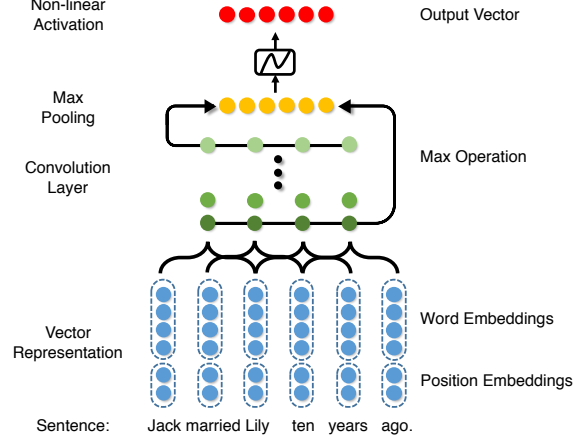 Non-linear
Activation
Output Vector
Max
Pooling
Convolution
Layer
Max Operation
Vector
Representation
Word Embeddings
Position Embeddings
Sentence: Jack married Lily ten years ago.